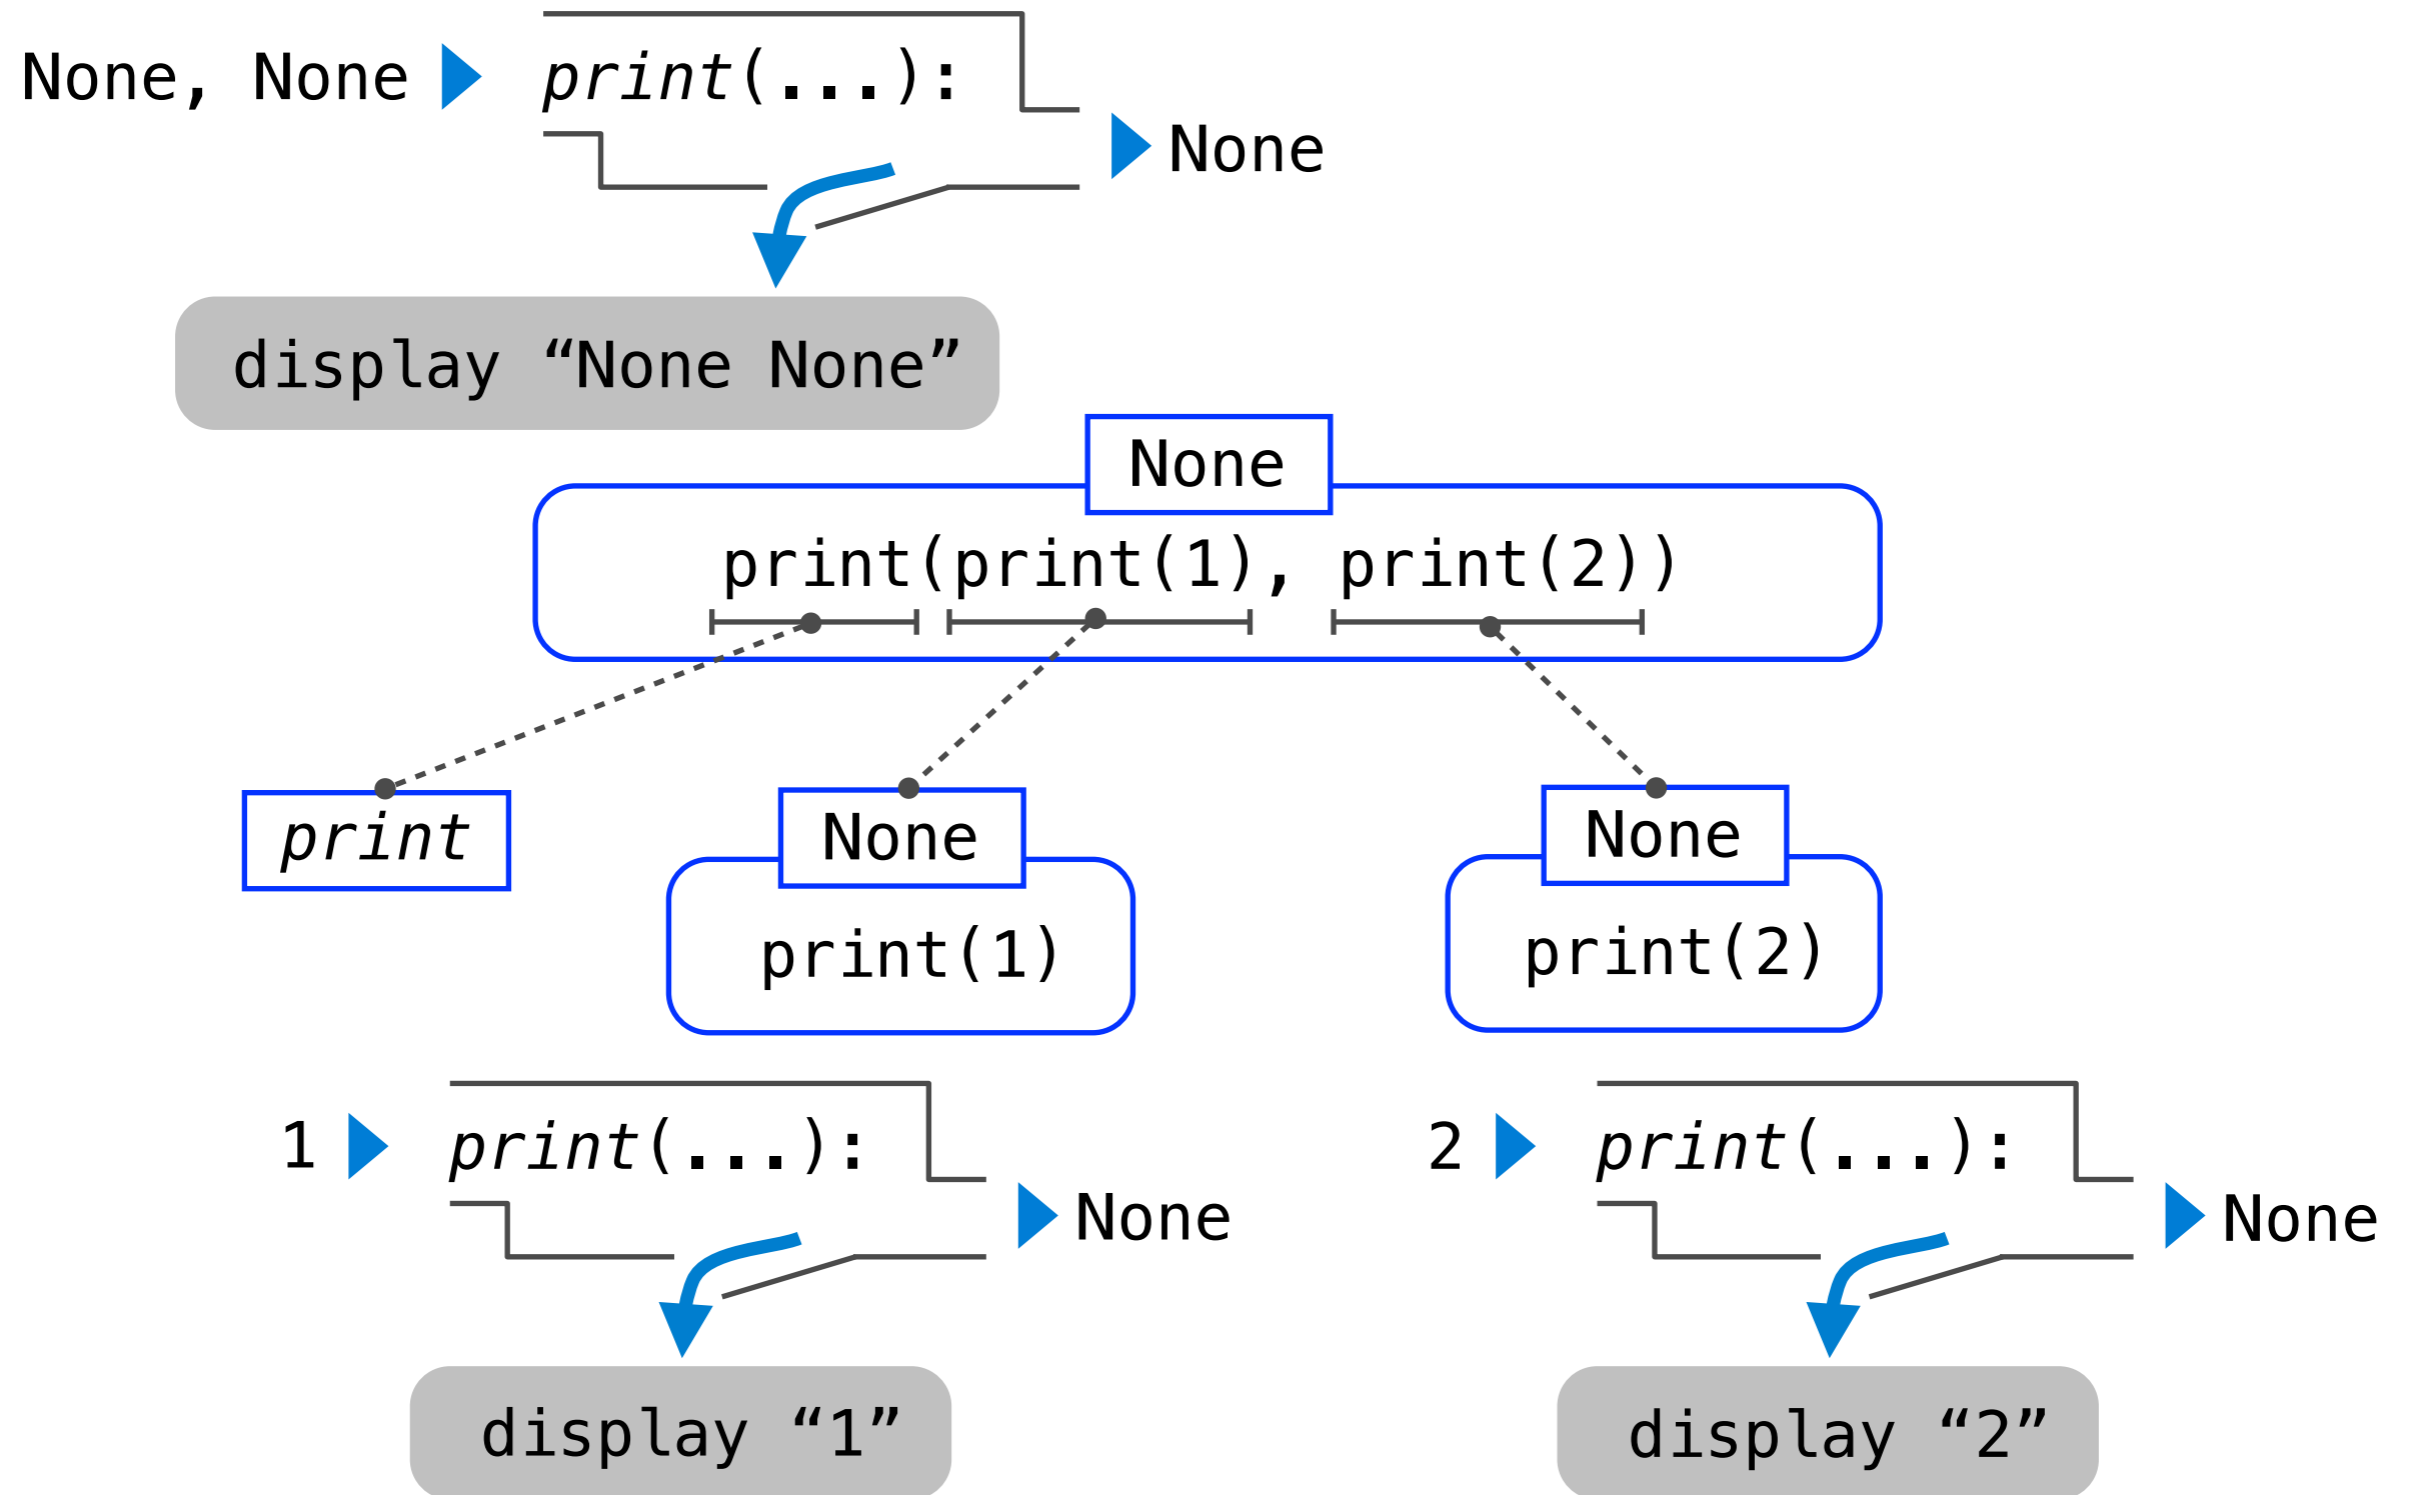 None, None
print(...):
None
display “None None”
None
print(print(1), print(2))
print
None
None
print(1)
print(2)
1
print(...):
None
2
print(...):
None
display “1”
display “2”